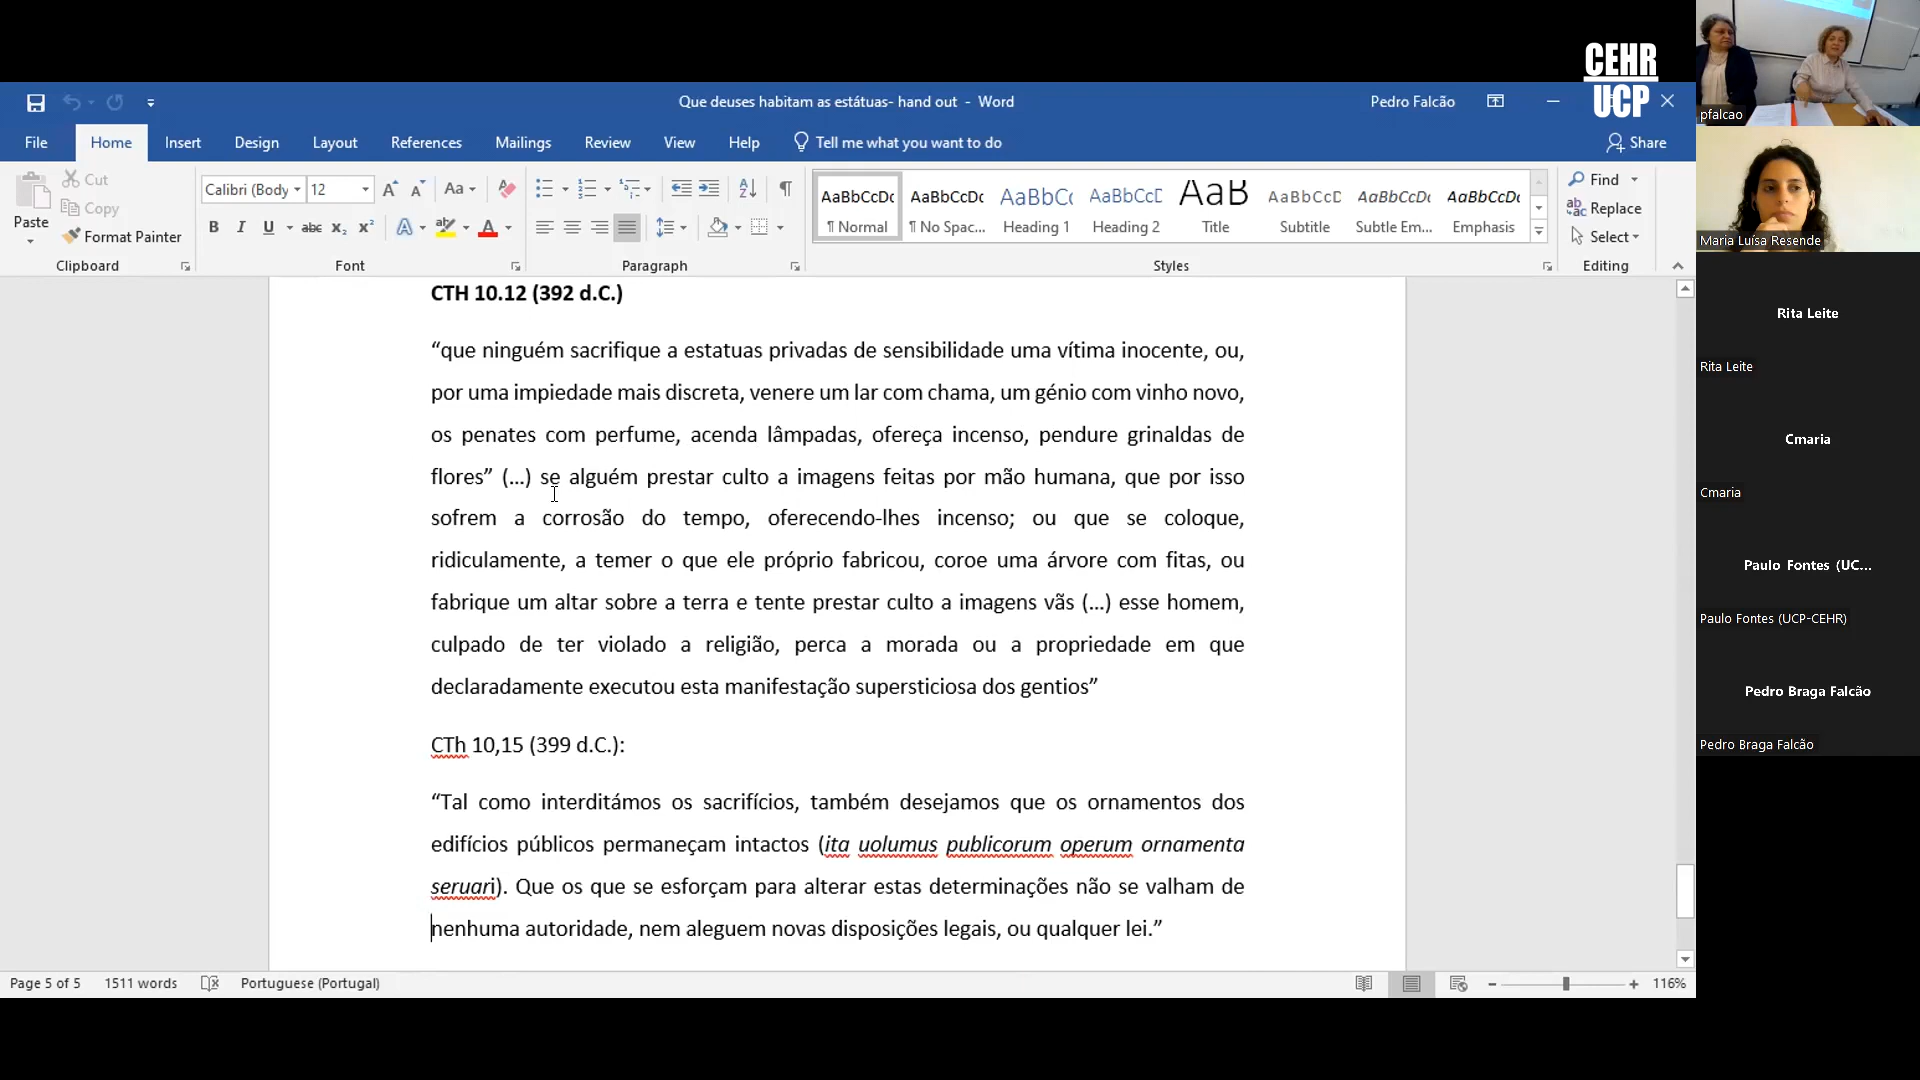 CEHR
UCP
Que deuses habitam as estátuas- hand out - Word
Pedro Falcão
File Home Insert Design Layout References Mailings Review View Help Tell me what you want to do Share
Paste
Cut
Copy
Format Painter
Clipboard
Calibri (Body 12
Aa
B I U abc x₂ x² A A
Font
Paragraph
AaBbCcDc AaBbCcDc AaBbCc AaBbCcD AaB AaBbCcD AaBbCcDc AaBbCcDc
¶ Normal ¶ No Spac... Heading 1 Heading 2 Title Subtitle Subtle Em... Emphasis
Styles
Find
Replace
Select
Editing
CTH 10.12 (392 d.C.)
“que ninguém sacrifique a estatuas privadas de sensibilidade uma vítima inocente, ou,
por uma impiedade mais discreta, venere um lar com chama, um génio com vinho novo,
os penates com perfume, acenda lâmpadas, ofereça incenso, pendure grinaldas de
flores” (…) se alguém prestar culto a imagens feitas por mão humana, que por isso
sofrem a corrosão do tempo, oferecendo-lhes incenso; ou que se coloque,
ridiculamente, a temer o que ele próprio fabricou, coroe uma árvore com fitas, ou
fabrique um altar sobre a terra e tente prestar culto a imagens vãs (…) esse homem,
culpado de ter violado a religião, perca a morada ou a propriedade em que
declaradamente executou esta manifestação supersticiosa dos gentios”
CTh 10,15 (399 d.C.):
“Tal como interditámos os sacrifícios, também desejamos que os ornamentos dos
edifícios públicos permaneçam intactos (ita uolumus publicorum operum ornamenta
seruari). Que os que se esforçam para alterar estas determinações não se valham de
nenhuma autoridade, nem aleguem novas disposições legais, ou qualquer lei.”
Page 5 of 5 1511 words Portuguese (Portugal) 116%
pfalcao
Maria Luísa Resende
Rita Leite
Rita Leite
Cmaria
Cmaria
Paulo Fontes (UC...
Paulo Fontes (UCP-CEHR)
Pedro Braga Falcão
Pedro Braga Falcão